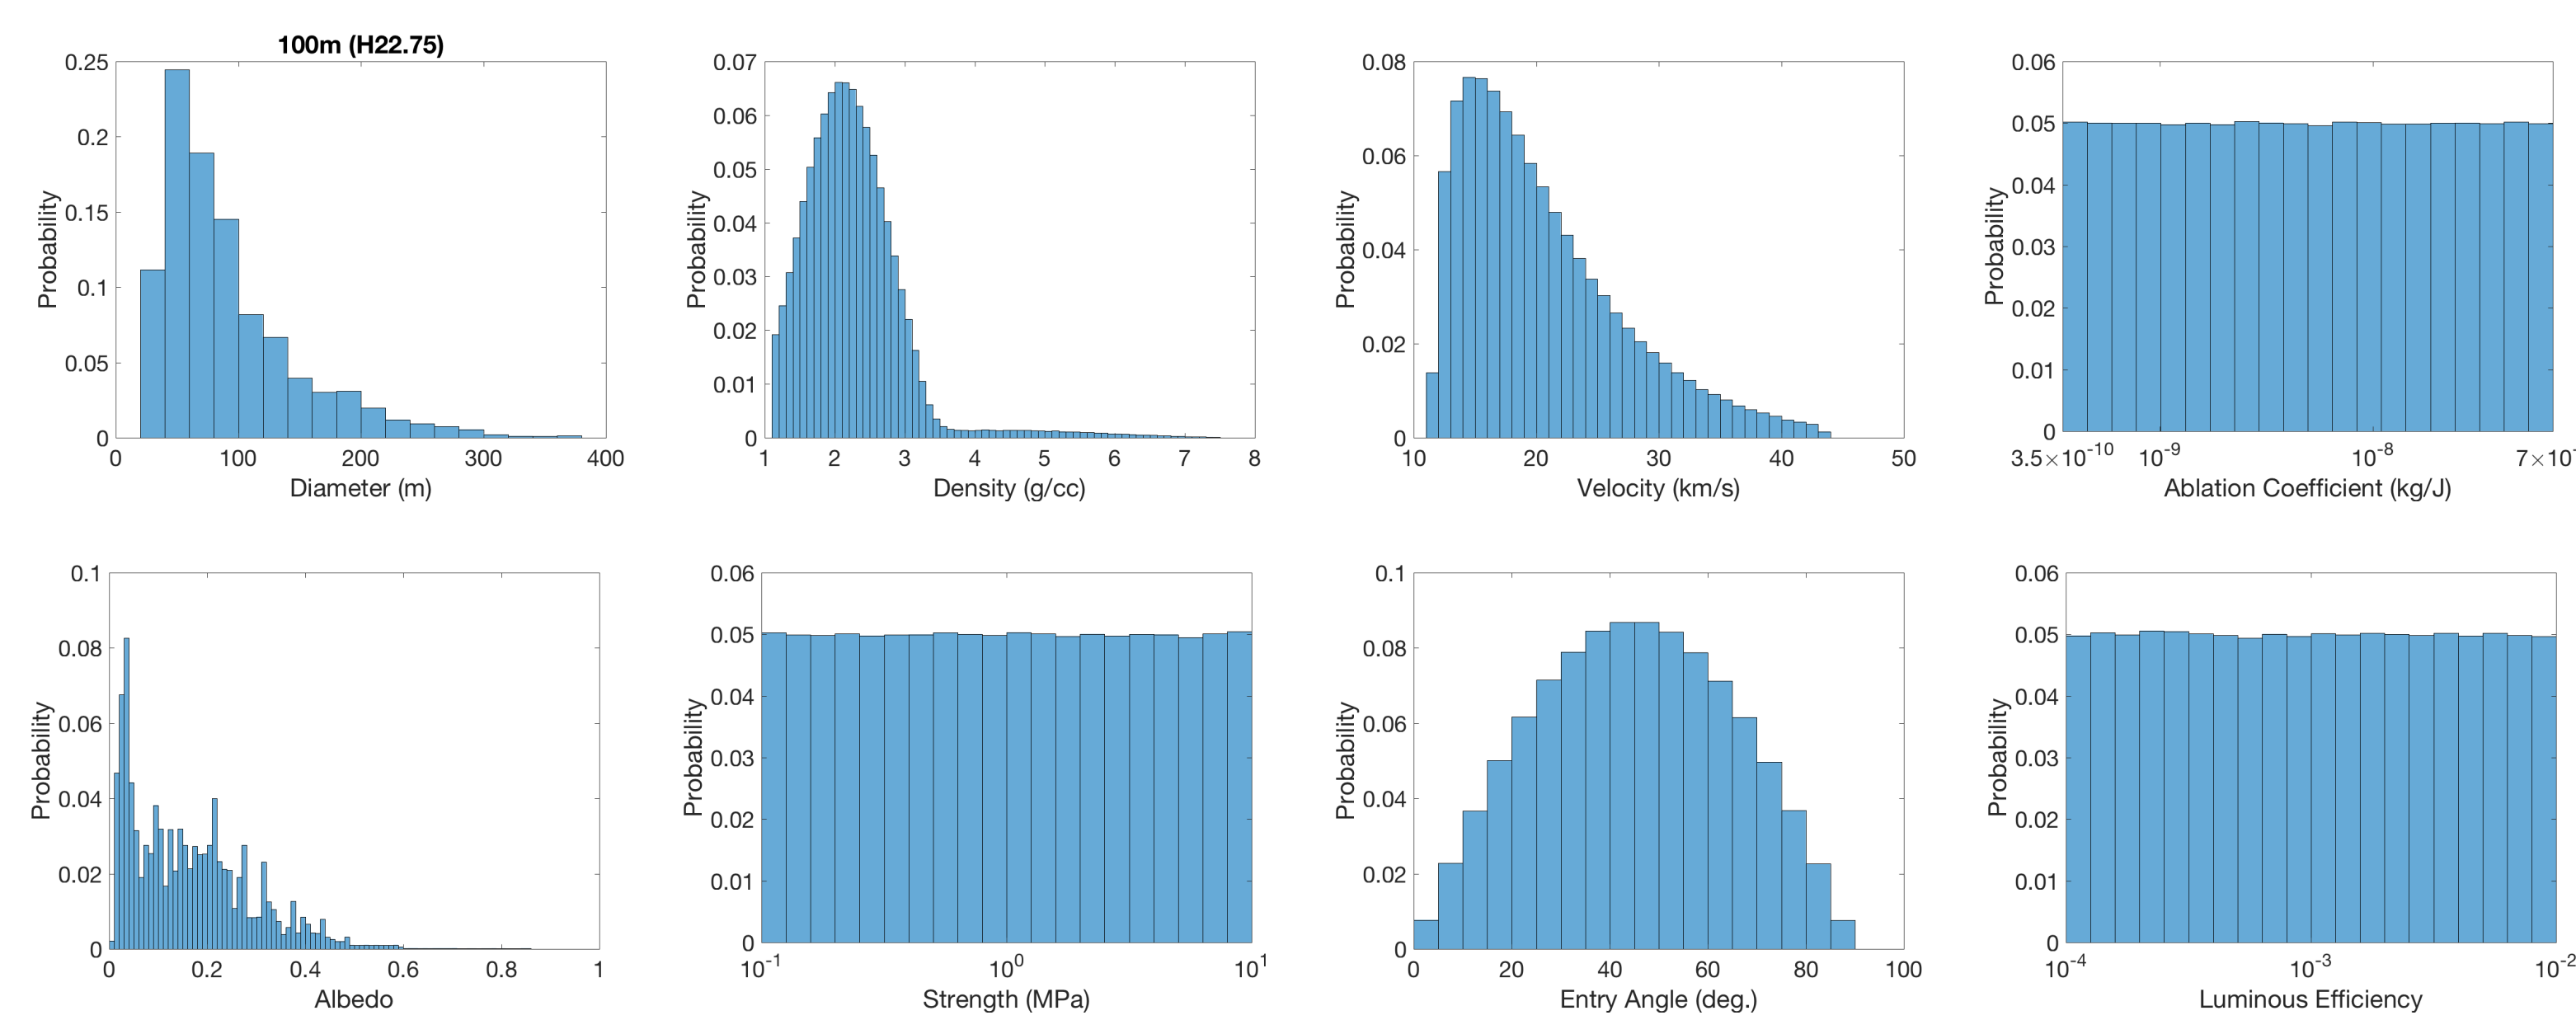 100m (H22.75)
0.25
0.2
0.15
0.1
0.05
0
Probability
0 100 200 300 400
Diameter (m)
0.07
0.06
0.05
0.04
0.03
0.02
0.01
0
Probability
1 2 3 4 5 6 7 8
Density (g/cc)
0.08
0.06
0.04
0.02
0
Probability
10 20 30 40 50
Velocity (km/s)
0.06
0.05
0.04
0.03
0.02
0.01
0
Probability
3.5×10⁻¹⁰ 10⁻⁹ 10⁻⁸ 7×10⁻
Ablation Coefficient (kg/J)
0.1
0.08
0.06
0.04
0.02
0
Probability
0 0.2 0.4 0.6 0.8 1
Albedo
0.06
0.05
0.04
0.03
0.02
0.01
0
Probability
10⁻¹ 10⁰ 10¹
Strength (MPa)
0.1
0.08
0.06
0.04
0.02
0
Probability
0 20 40 60 80 100
Entry Angle (deg.)
0.06
0.05
0.04
0.03
0.02
0.01
0
Probability
10⁻⁴ 10⁻³ 10⁻²
Luminous Efficiency